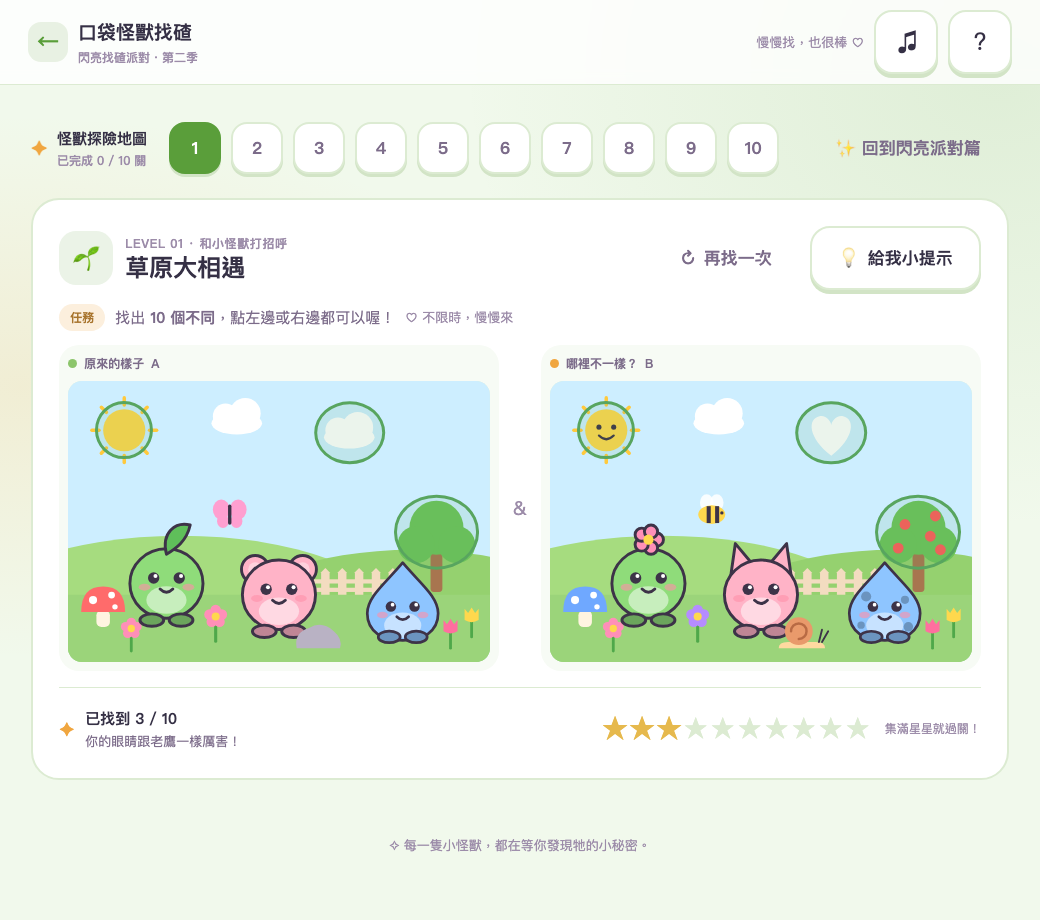 ←
口袋怪獸找碴
閃亮找碴派對 · 第二季
慢慢找，也很棒 ♡
♫
?
怪獸探險地圖
已完成 0 / 10 關
1
2
3
4
5
6
7
8
9
10
✨ 回到閃亮派對篇
LEVEL 01 · 和小怪獸打招呼
草原大相遇
↻ 再找一次
💡 給我小提示
任務
找出 10 個不同，點左邊或右邊都可以喔！
♡ 不限時，慢慢來
原來的樣子 A
哪裡不一樣？ B
&
已找到 3 / 10
你的眼睛跟老鷹一樣厲害！
集滿星星就過關！
✧ 每一隻小怪獸，都在等你發現牠的小秘密。